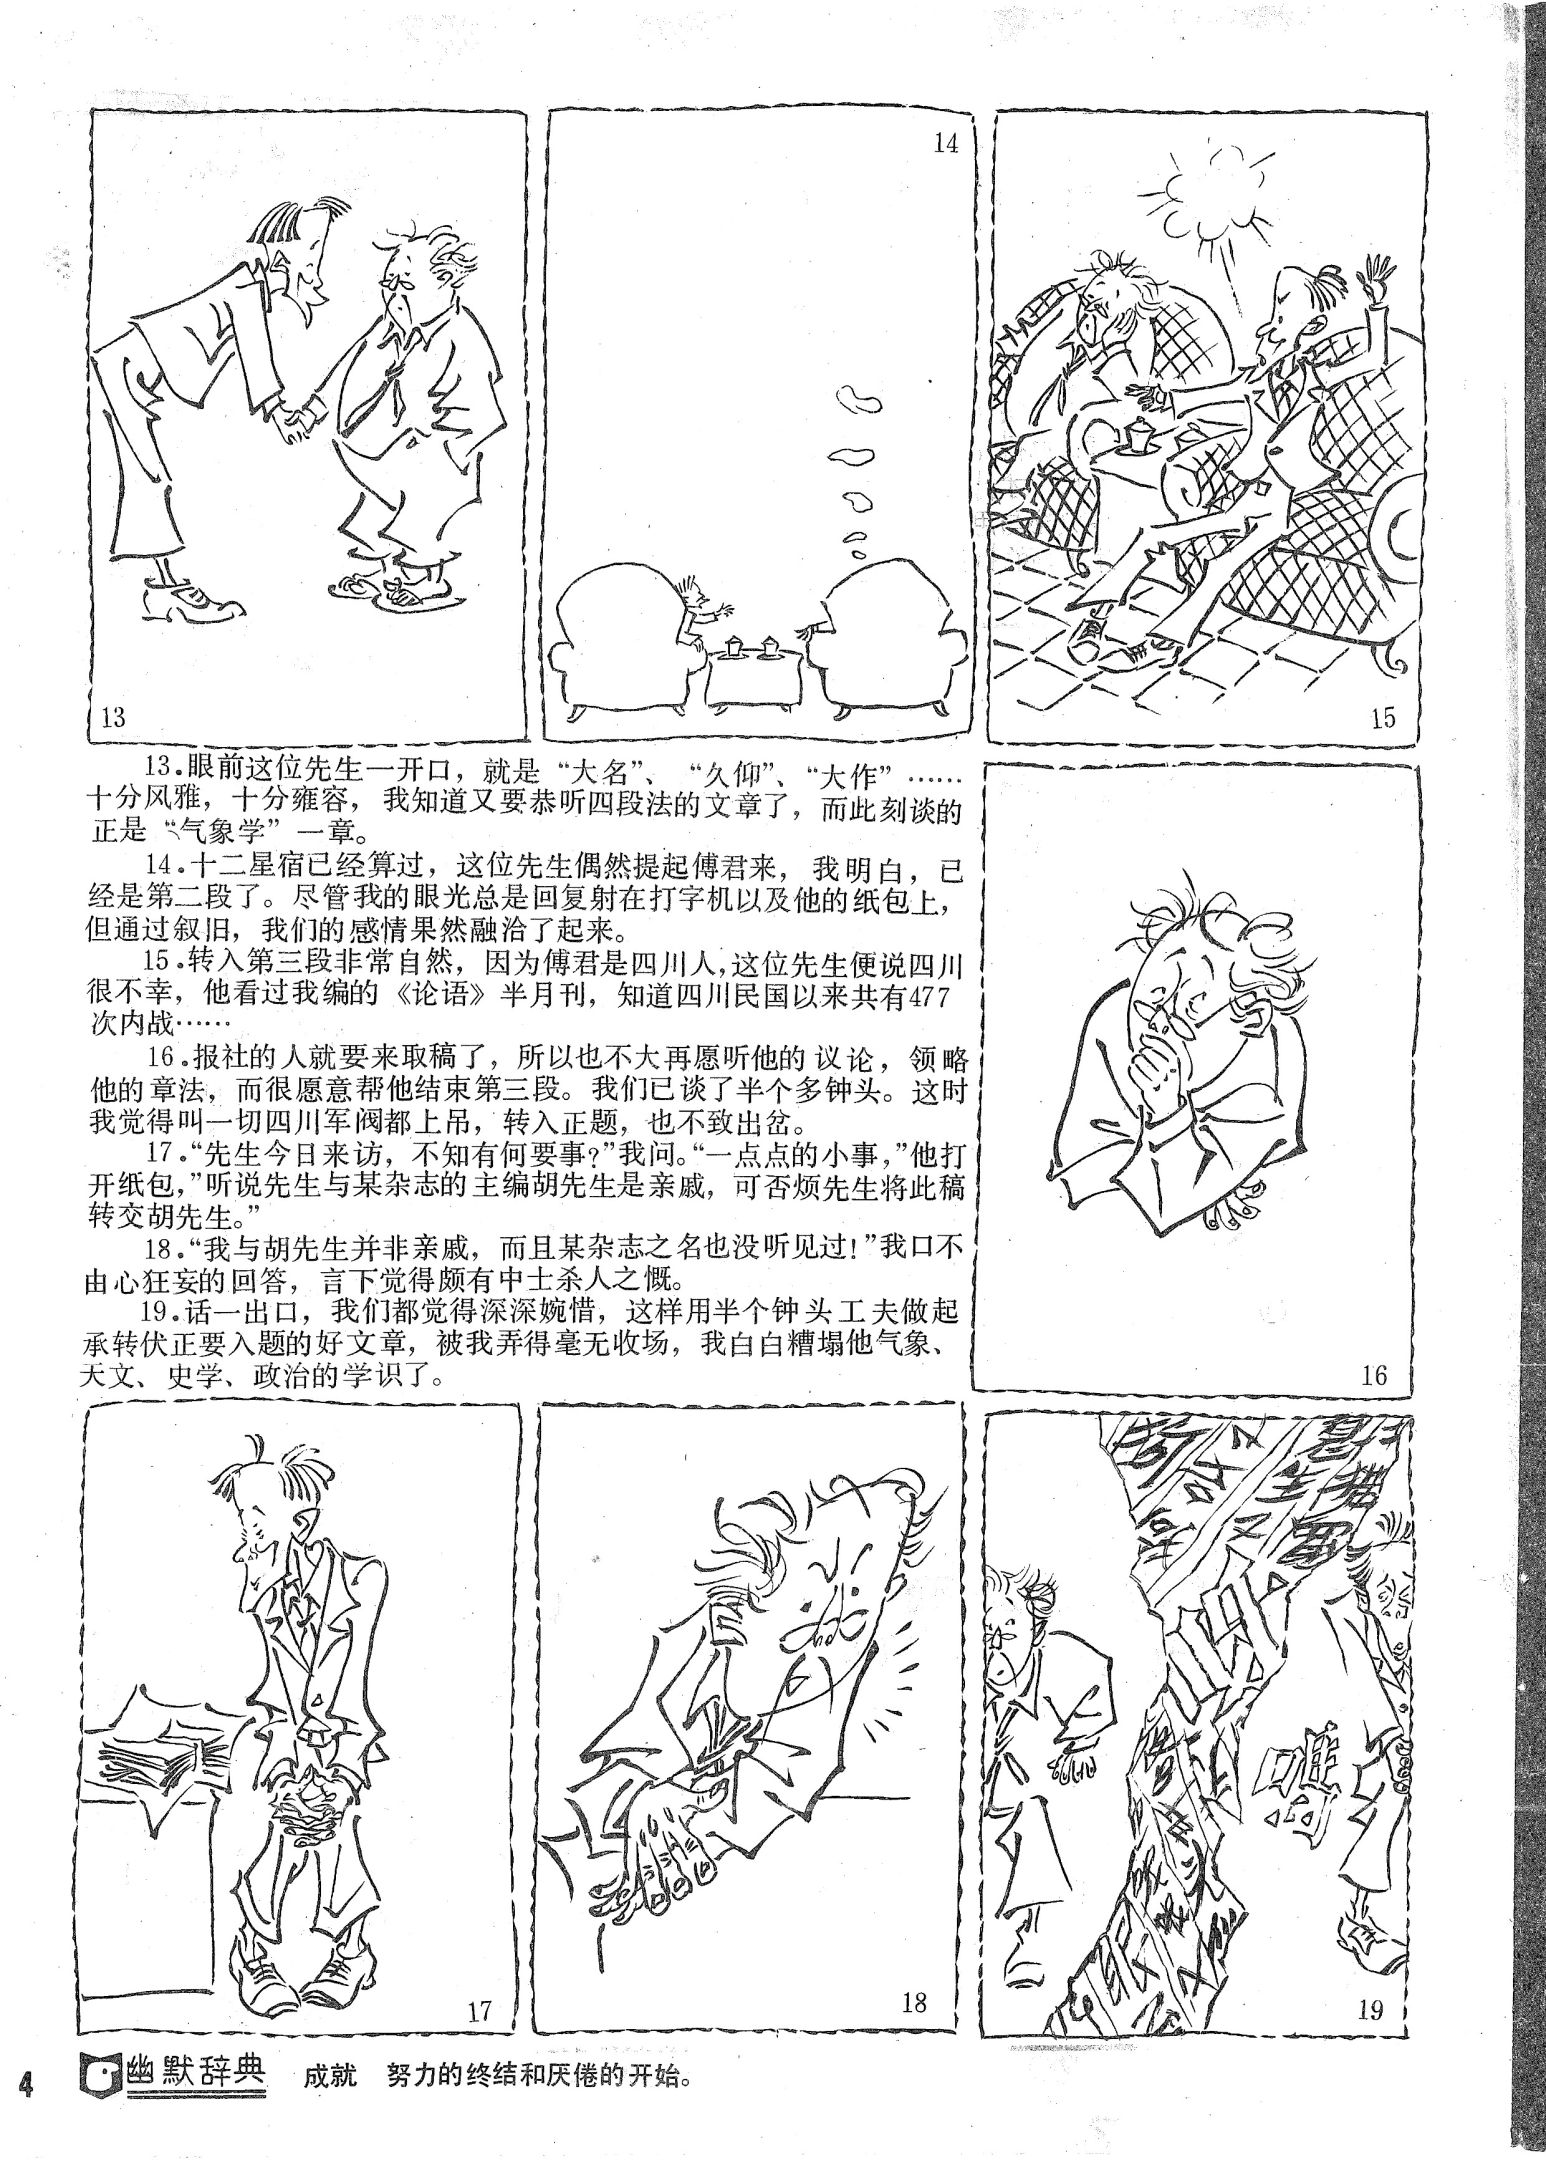 14
13
15
13.眼前这位先生一开口，就是“大名”、“久仰”、“大作”……
十分风雅，十分雍容，我知道又要恭听四段法的文章了，而此刻谈的
正是“气象学”一章。
14.十二星宿已经算过，这位先生偶然提起傅君来，我明白，已
经是第二段了。尽管我的眼光总是回复射在打字机以及他的纸包上，
但通过叙旧，我们的感情果然融洽了起来。
15.转入第三段非常自然，因为傅君是四川人，这位先生便说四川
很不幸，他看过我编的《论语》半月刊，知道四川民国以来共有477
次内战……
16.报社的人就要来取稿了，所以也不大再愿听他的议论，领略
他的章法，而很愿意帮他结束第三段。我们已谈了半个多钟头。这时
我觉得叫一切四川军阀都上吊，转入正题，也不致出岔。
17.“先生今日来访，不知有何要事？”我问。“一点点的小事，”他打
开纸包，”听说先生与某杂志的主编胡先生是亲戚，可否烦先生将此稿
转交胡先生。”
18.“我与胡先生并非亲戚，而且某杂志之名也没听见过！”我口不
由心狂妄的回答，言下觉得颇有中士杀人之慨。
19.话一出口，我们都觉得深深婉惜，这样用半个钟头工夫做起
承转伏正要入题的好文章，被我弄得毫无收场，我白白糟塌他气象、
天文、史学、政治的学识了。
16
17
18
19
幽默辞典 成就 努力的终结和厌倦的开始。
4